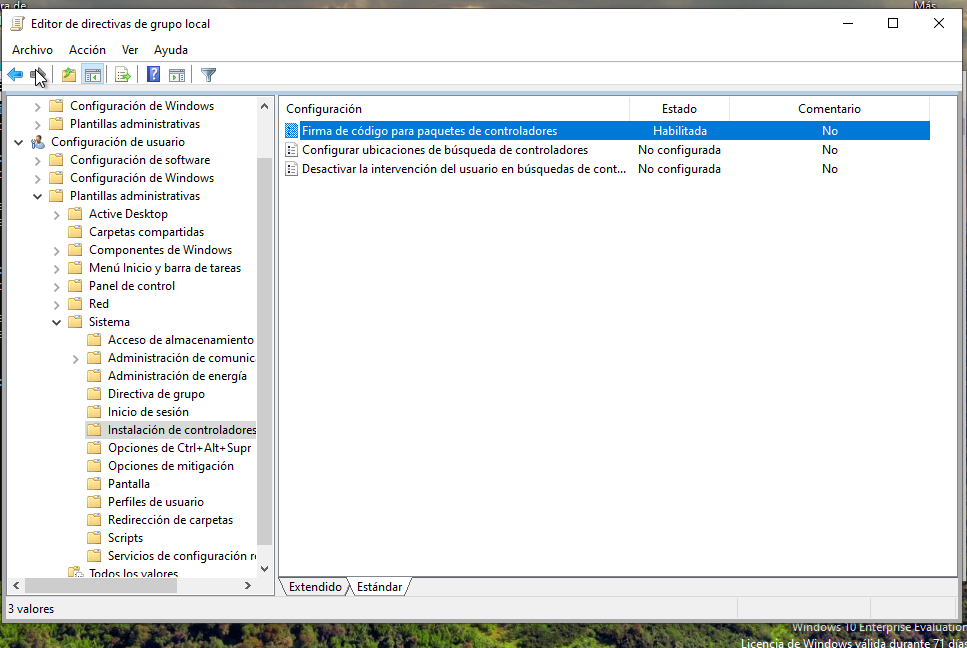 ra de
Más
Editor de directivas de grupo local
Archivo Acción Ver Ayuda
Configuración de Windows
Plantillas administrativas
Configuración de usuario
Configuración de software
Configuración de Windows
Plantillas administrativas
Active Desktop
Carpetas compartidas
Componentes de Windows
Menú Inicio y barra de tareas
Panel de control
Red
Sistema
Acceso de almacenamiento
Administración de comunic
Administración de energía
Directiva de grupo
Inicio de sesión
Instalación de controladores
Opciones de Ctrl+Alt+Supr
Opciones de mitigación
Pantalla
Perfiles de usuario
Redirección de carpetas
Scripts
Servicios de configuración r
Todos los valores
Configuración Estado Comentario
Firma de código para paquetes de controladores Habilitada No
Configurar ubicaciones de búsqueda de controladores No configurada No
Desactivar la intervención del usuario en búsquedas de cont... No configurada No
Extendido Estándar
3 valores
Windows 10 Enterprise Evaluation
Licencia de Windows válida durante 71 días